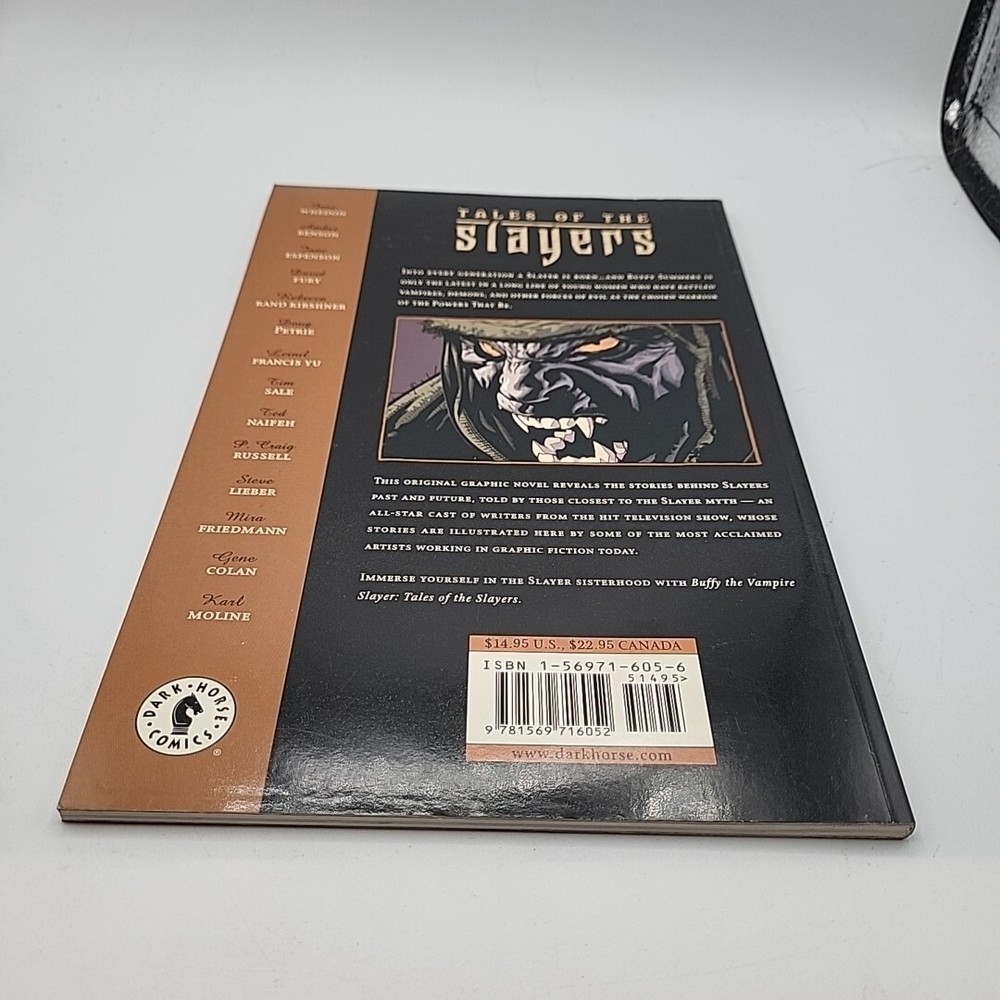 Joss
WHEDON
Amber
BENSON
Jane
ESPENSON
David
FURY
Rebecca
RAND KIRSHNER
Doug
PETRIE
Leinil
FRANCIS YU
Tim
SALE
Ted
NAIFEH
P. Craig
RUSSELL
Steve
LIEBER
Mira
FRIEDMANN
Gene
COLAN
Karl
MOLINE
DARK HORSE COMICS
®
TALES OF THE
slayers
INTO EVERY GENERATION A SLAYER IS BORN...AND BUFFY SUMMERS IS
ONLY THE LATEST IN A LONG LINE OF YOUNG WOMEN WHO HAVE BATTLED
VAMPIRES, DEMONS, AND OTHER FORCES OF EVIL AS THE CHOSEN WARRIOR
OF THE POWERS THAT BE.
THIS ORIGINAL GRAPHIC NOVEL REVEALS THE STORIES BEHIND SLAYERS
PAST AND FUTURE, TOLD BY THOSE CLOSEST TO THE SLAYER MYTH — AN
ALL-STAR CAST OF WRITERS FROM THE HIT TELEVISION SHOW, WHOSE
STORIES ARE ILLUSTRATED HERE BY SOME OF THE MOST ACCLAIMED
ARTISTS WORKING IN GRAPHIC FICTION TODAY.
IMMERSE YOURSELF IN THE SLAYER SISTERHOOD WITH Buffy the Vampire
Slayer: Tales of the Slayers.
$14.95 U.S., $22.95 CANADA
ISBN 1-56971-605-6
51495>
9 781569 716052
www.darkhorse.com